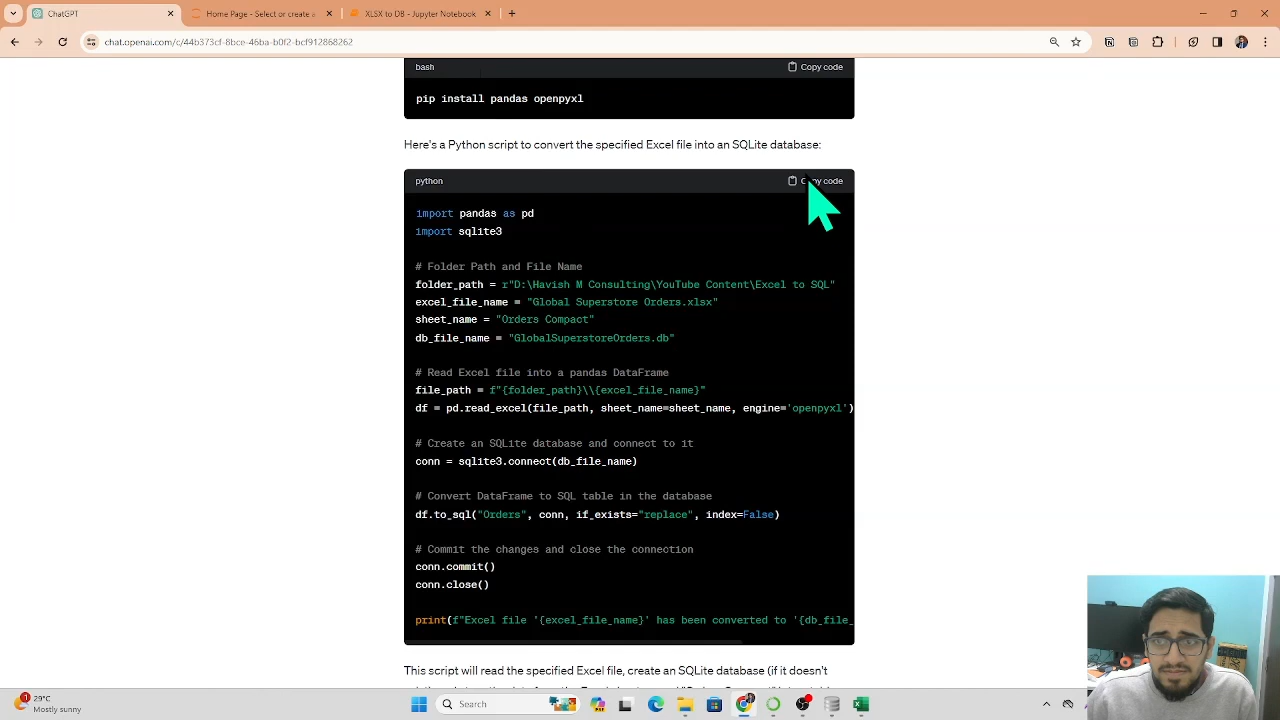 ChatGPT
Home Page - Select or create a
XLSX to DB - Jupyter Notebook
chat.openai.com/c/44b373cf-8bce-46ba-b0f2-bcf912868262
bash
Copy code
pip install pandas openpyxl
Here's a Python script to convert the specified Excel file into an SQLite database:
python
Copy code
import pandas as pd
import sqlite3
# Folder Path and File Name
folder_path = r"D:\Havish M Consulting\YouTube Content\Excel to SQL"
excel_file_name = "Global Superstore Orders.xlsx"
sheet_name = "Orders Compact"
db_file_name = "GlobalSuperstoreOrders.db"
# Read Excel file into a pandas DataFrame
file_path = f"{folder_path}\\{excel_file_name}"
df = pd.read_excel(file_path, sheet_name=sheet_name, engine='openpyxl')
# Create an SQLite database and connect to it
conn = sqlite3.connect(db_file_name)
# Convert DataFrame to SQL table in the database
df.to_sql("Orders", conn, if_exists="replace", index=False)
# Commit the changes and close the connection
conn.commit()
conn.close()
print(f"Excel file '{excel_file_name}' has been converted to '{db_file_
This script will read the specified Excel file, create an SQLite database (if it doesn't
29°C
Mostly sunny
Search